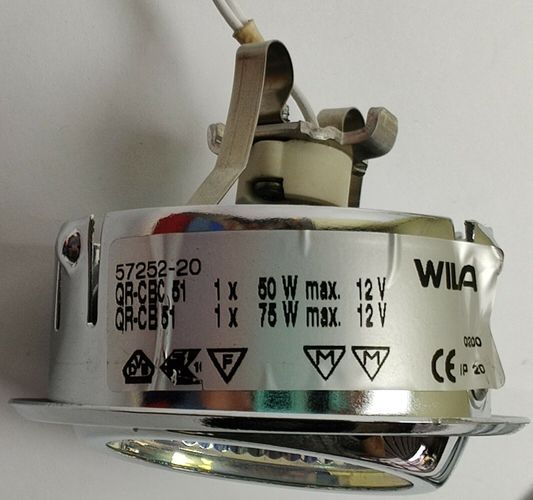 57252-20
WILA
QR-CBC 51 1 x 50 W max. 12 V
QR-CB 51 1 x 75 W max. 12 V
0200
F M M CE IP 20